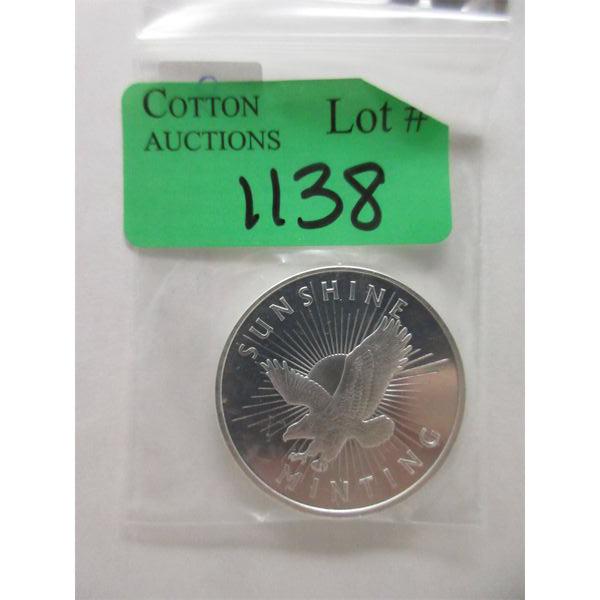 COTTON
AUCTIONS
Lot #
1138
SUNSHINE
MINTING